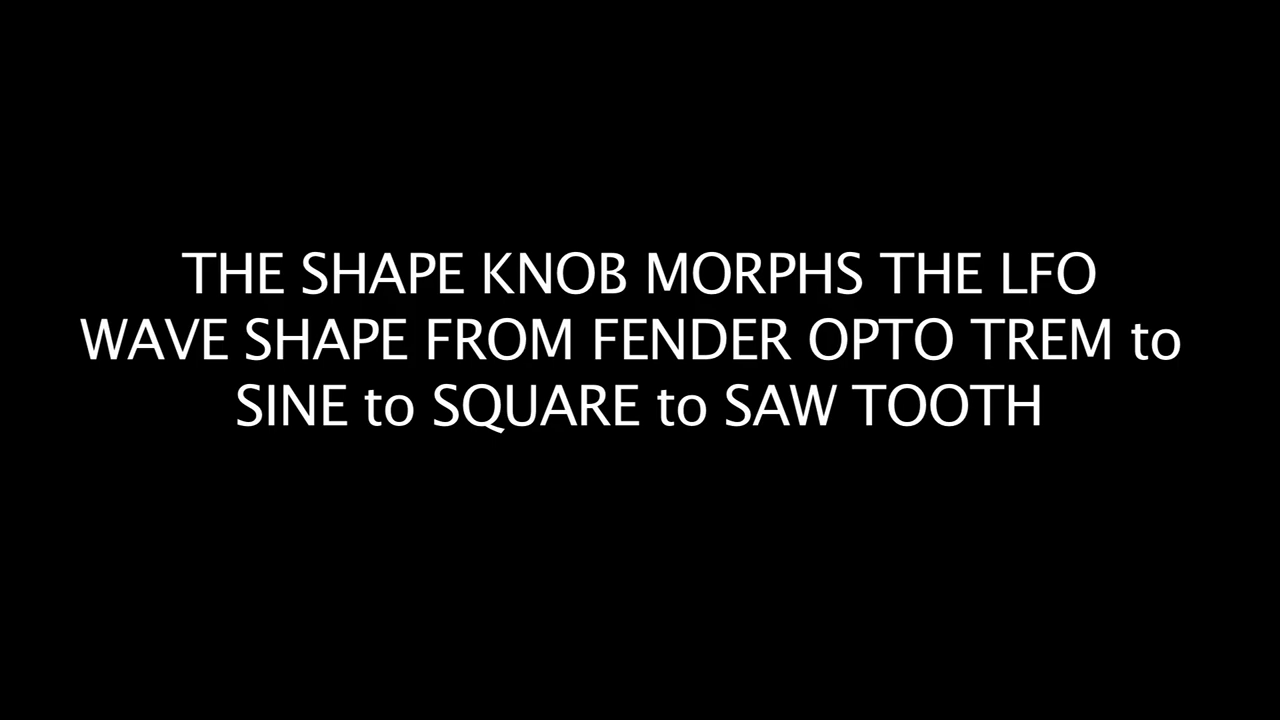 THE SHAPE KNOB MORPHS THE LFO
WAVE SHAPE FROM FENDER OPTO TREM to
SINE to SQUARE to SAW TOOTH